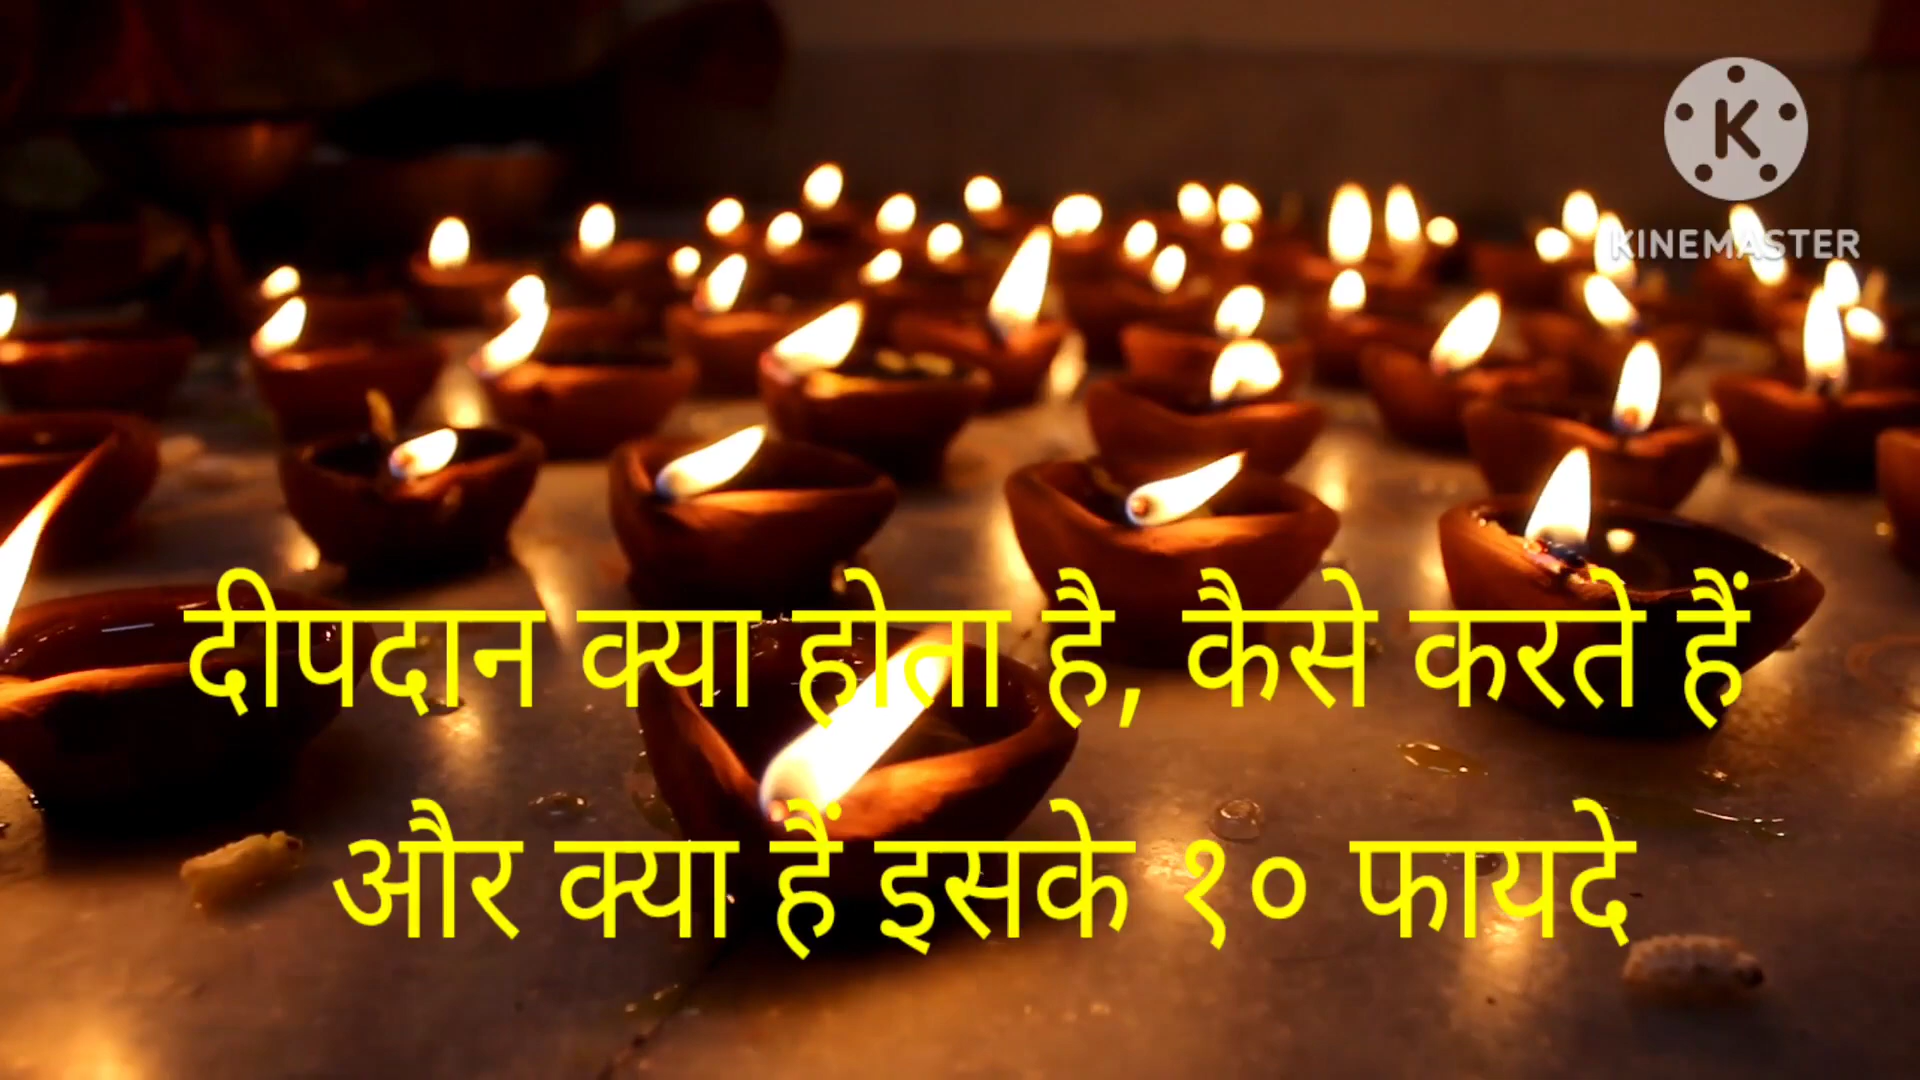 K
KINEMASTER
दीपदान क्या होता है, कैसे करते हैं
और क्या हैं इसके १० फायदे